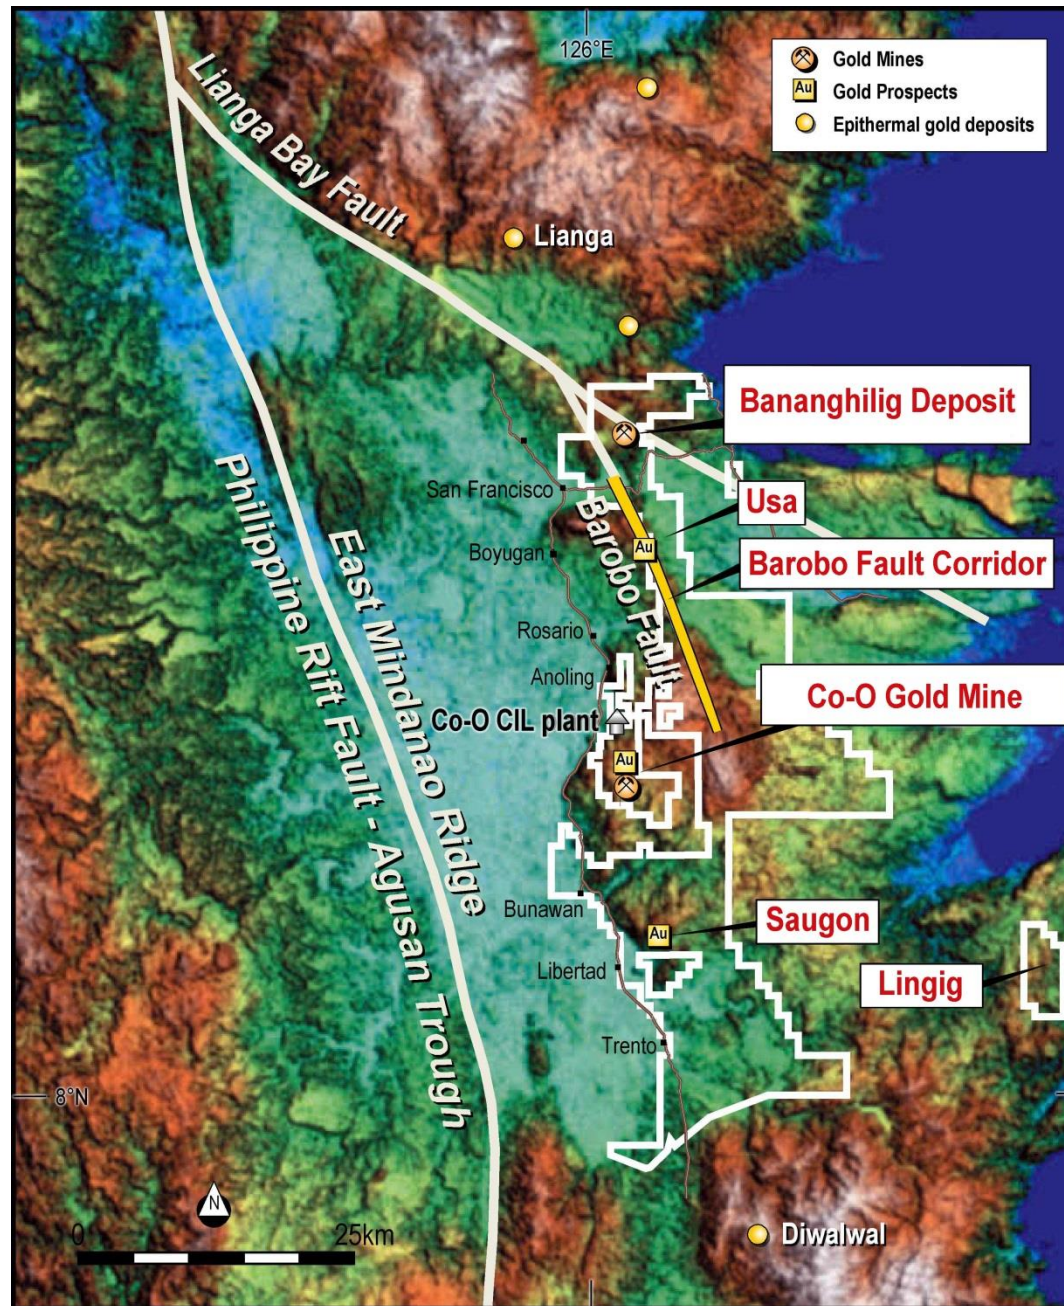 126°E
Gold Mines
Au Gold Prospects
Epithermal gold deposits
Lianga Bay Fault
Lianga
Bananghilig Deposit
San Francisco
Usa
Au
Boyugan
Barobo Fault
Barobo Fault Corridor
Philippine Rift Fault - Agusan Trough
East Mindanao Ridge
Rosario
Anoling
Co-O Gold Mine
Co-O CIL plant
Au
Bunawan
Saugon
Au
Libertad
Lingig
Trento
8°N
N
0 25km
Diwalwal